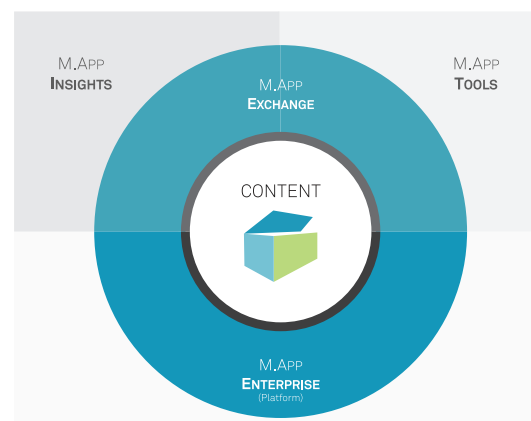 M.App
Insights
M.App
Tools
M.App
Exchange
CONTENT
M.App
Enterprise
(Platform)